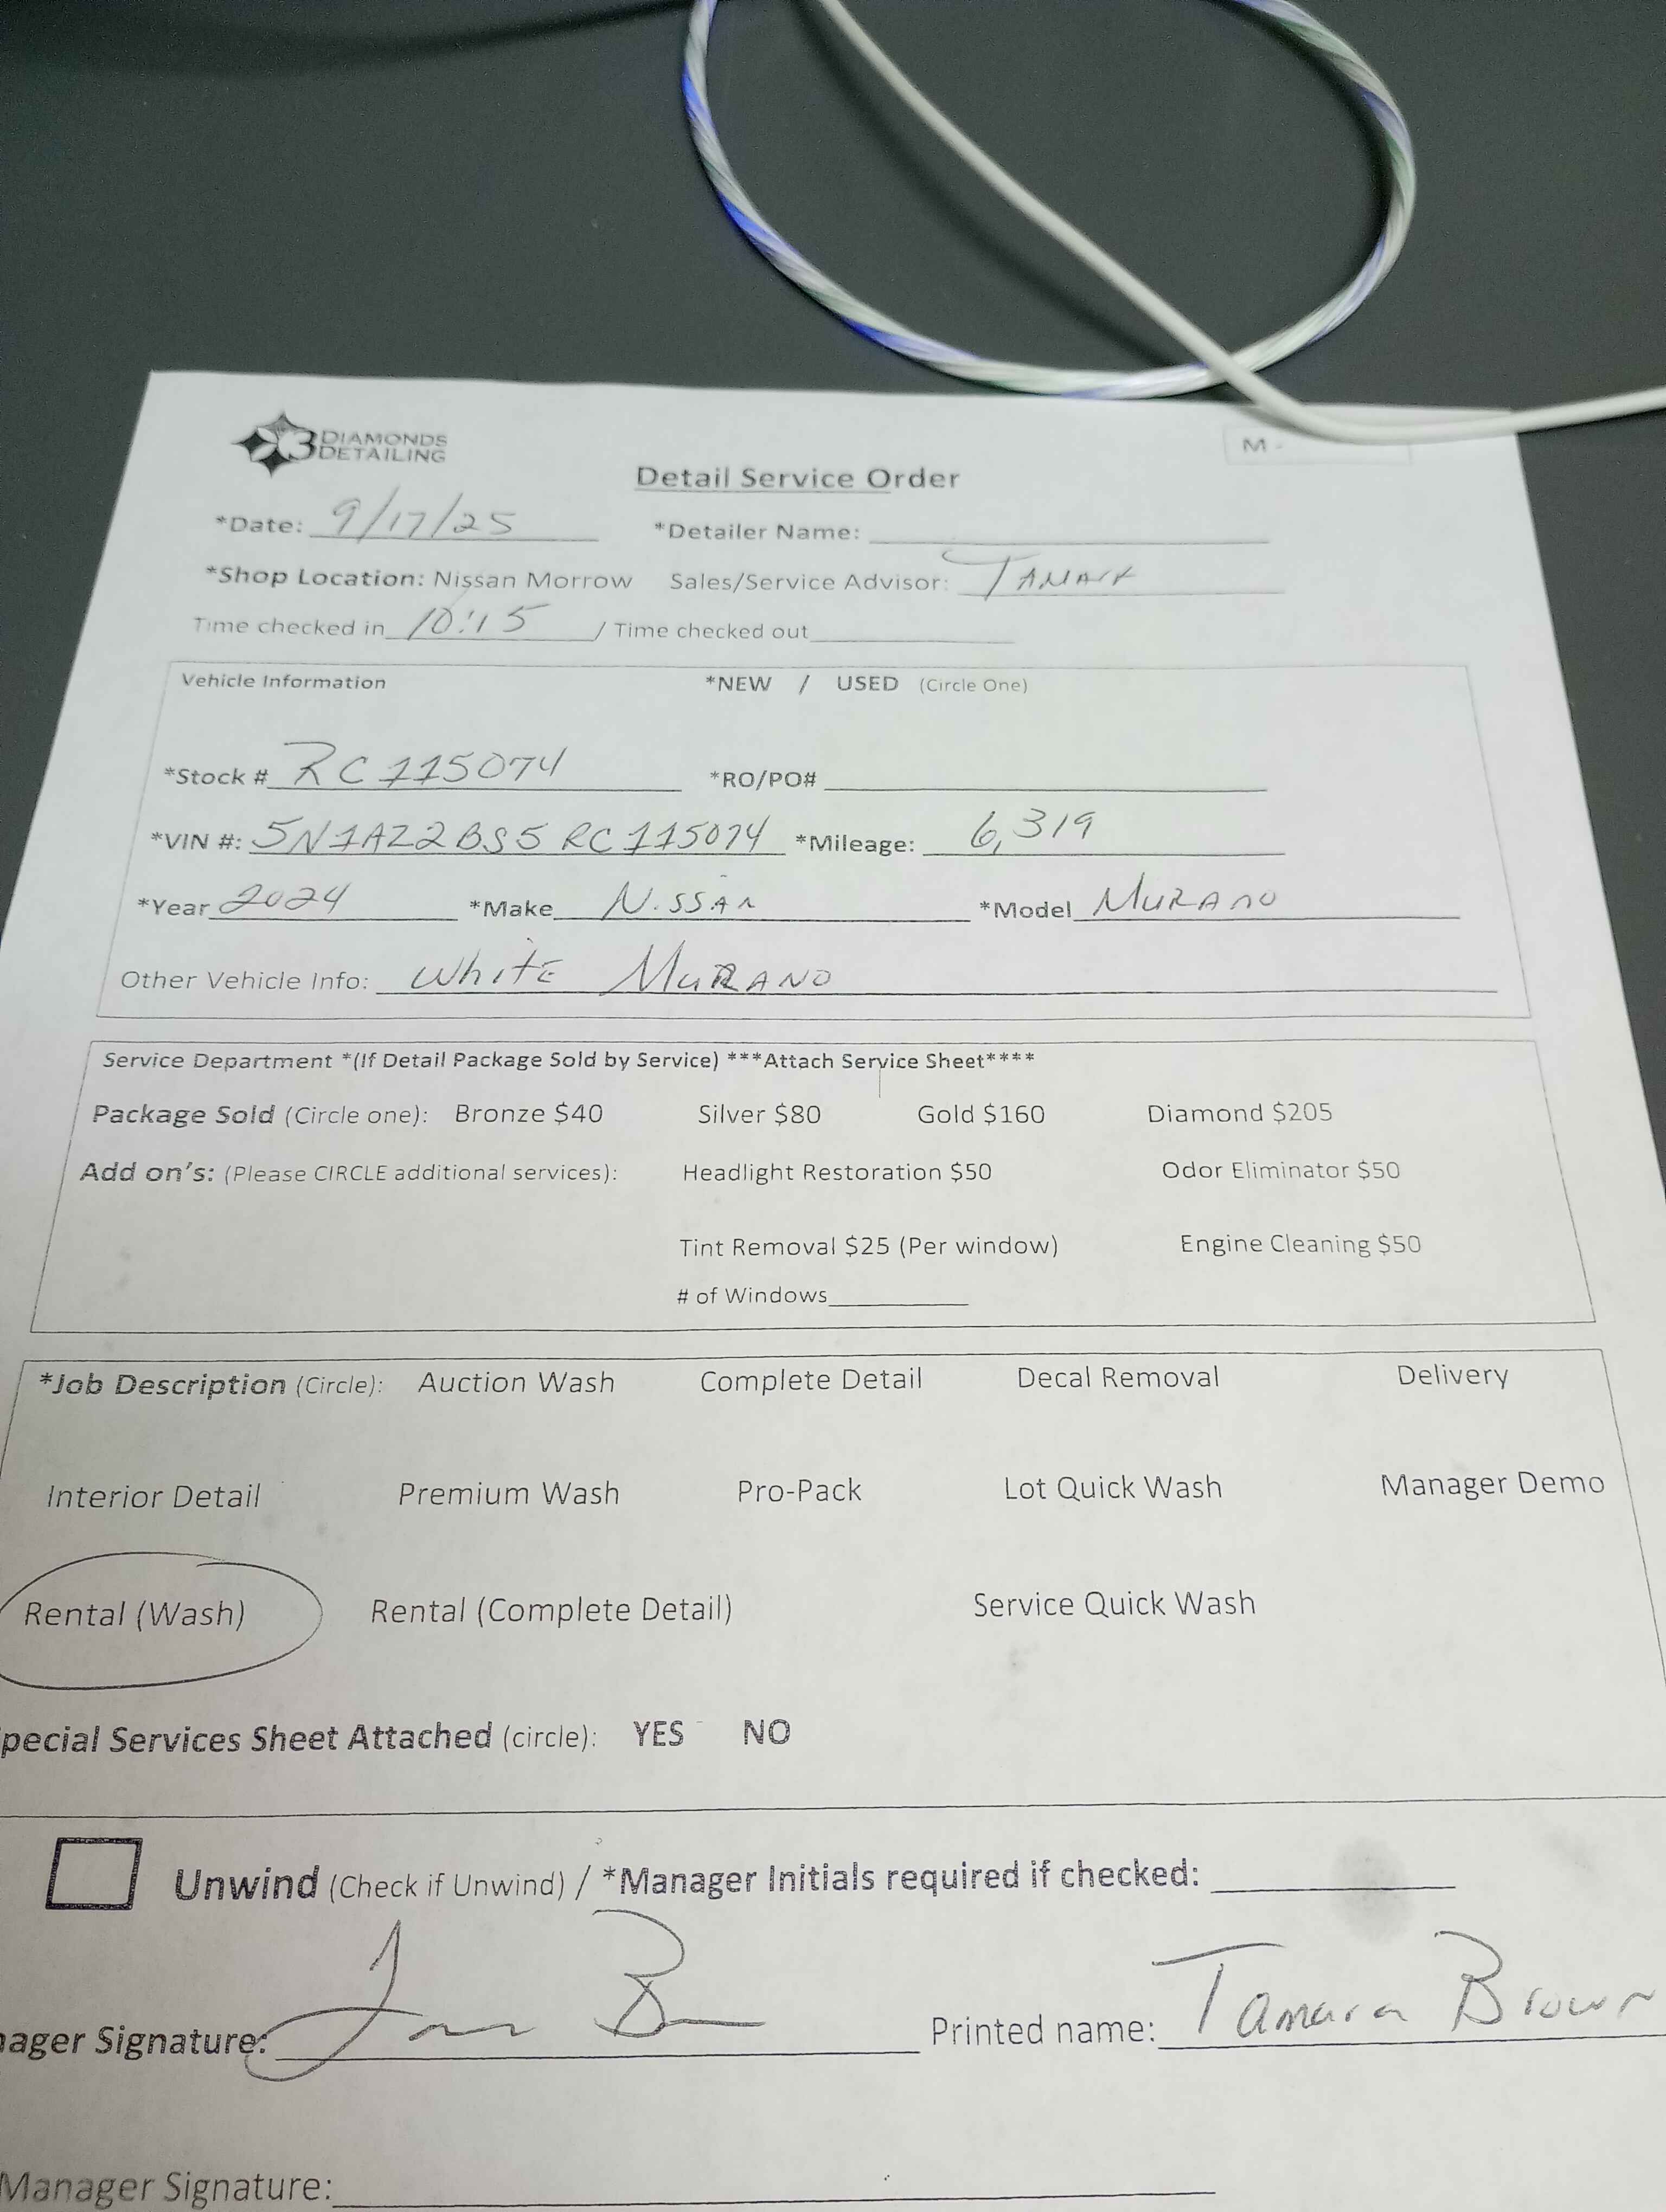 3 DIAMONDS
DETAILING
M -
Detail Service Order
*Date: 9/17/25 *Detailer Name:
*Shop Location: Nissan Morrow Sales/Service Advisor:
Time checked in 10:15 / Time checked out
Vehicle Information *NEW / USED (Circle One)
*Stock # RC115074 *RO/PO#
*VIN #: 5N1AZ2BS5RC115074 *Mileage: 6,319
*Year 2024 *Make Nissan *Model MURANO
Other Vehicle Info: White MURANO
Service Department *(If Detail Package Sold by Service) ***Attach Service Sheet****
Package Sold (Circle one): Bronze $40 Silver $80 Gold $160 Diamond $205
Add on's: (Please CIRCLE additional services): Headlight Restoration $50 Odor Eliminator $50
Tint Removal $25 (Per window) Engine Cleaning $50
# of Windows
*Job Description (Circle): Auction Wash Complete Detail Decal Removal Delivery
Interior Detail Premium Wash Pro-Pack Lot Quick Wash Manager Demo
Rental (Wash) Rental (Complete Detail) Service Quick Wash
pecial Services Sheet Attached (circle): YES NO
Unwind (Check if Unwind) / *Manager Initials required if checked:
nager Signature: Printed name: Tamara Brown
Manager Signature: